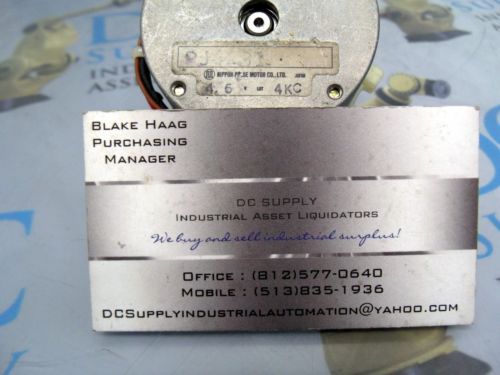 NIPPON PULSE MOTOR CO., LTD. JAPAN
4.6 V LOT 4KC
BLAKE HAAG
PURCHASING
MANAGER
DC SUPPLY
INDUSTRIAL ASSET LIQUIDATORS
We buy and sell industrial surplus!
OFFICE : (812)577-0640
MOBILE : (513)835-1936
DCSUPPLYINDUSTRIALAUTOMATION@YAHOO.COM